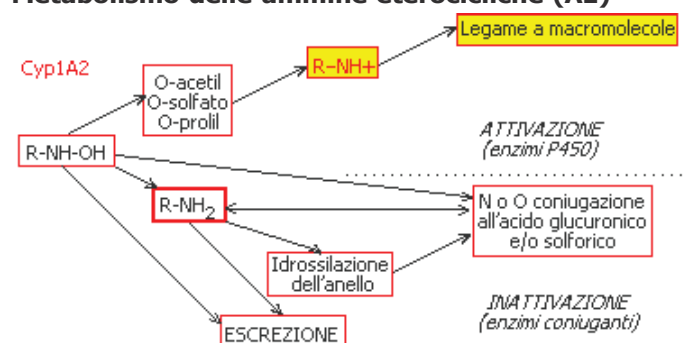 Metabolismo delle ammine eterocicliche (A2)
Legame a macromolecole
Cyp1A2
R-NH+
O-acetil
O-solfato
O-prolil
ATTIVAZIONE
(enzimi P450)
R-NH-OH
R-NH2
N o O coniugazione
all'acido glucuronico
e/o solforico
Idrossilazione
dell'anello
INATTIVAZIONE
(enzimi coniuganti)
ESCREZIONE